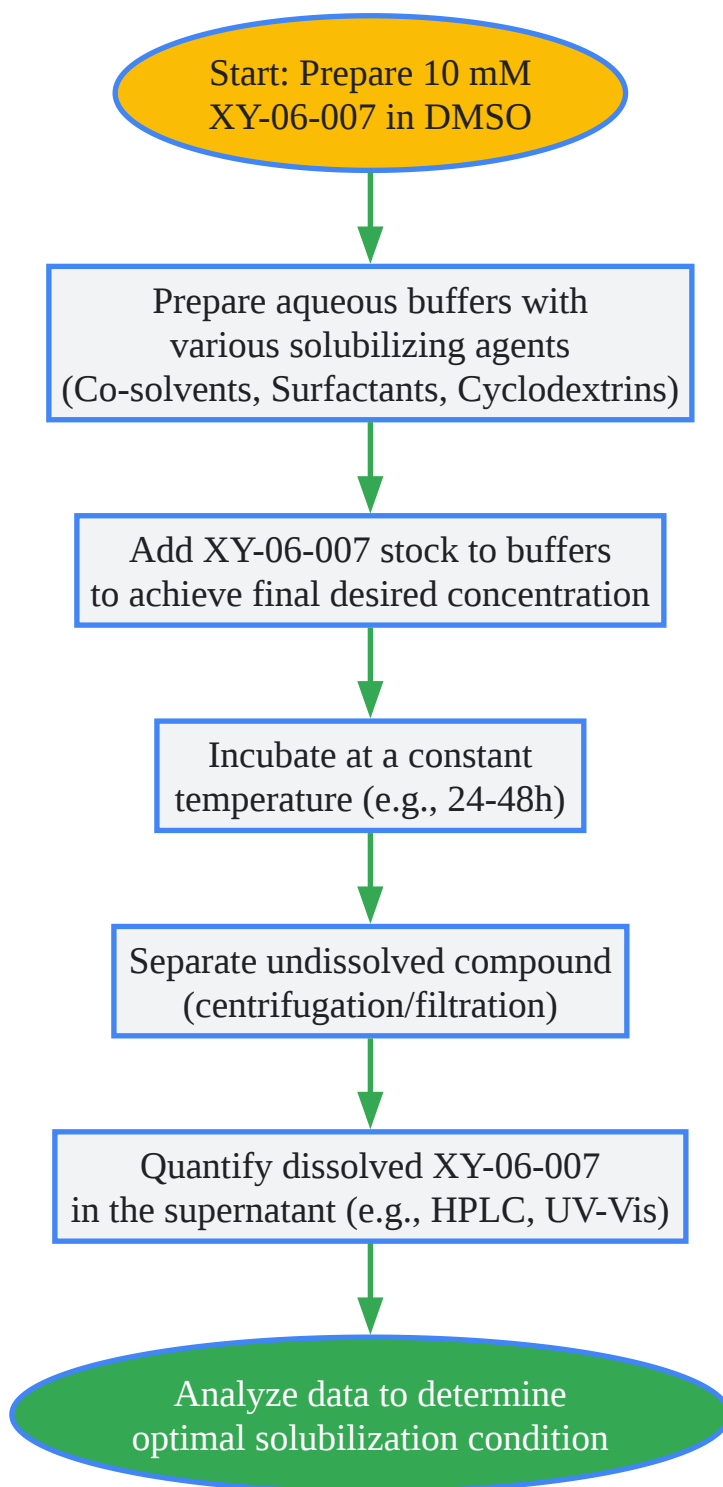 Start: Prepare 10 mM
XY-06-007 in DMSO
Prepare aqueous buffers with
various solubilizing agents
(Co-solvents, Surfactants, Cyclodextrins)
Add XY-06-007 stock to buffers
to achieve final desired concentration
Incubate at a constant
temperature (e.g., 24-48h)
Separate undissolved compound
(centrifugation/filtration)
Quantify dissolved XY-06-007
in the supernatant (e.g., HPLC, UV-Vis)
Analyze data to determine
optimal solubilization condition